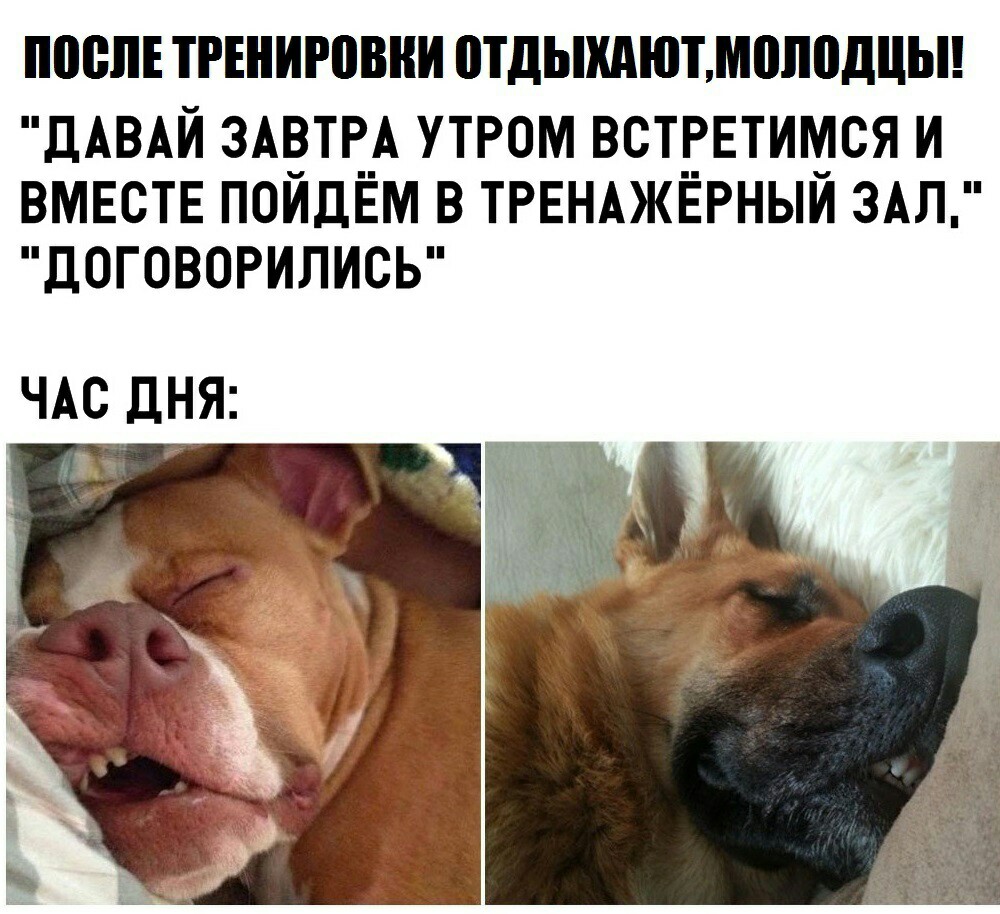 ПОСЛЕ ТРЕНИРОВКИ ОТДЫХАЮТ,МОЛОДЦЫ!
"ДАВАЙ ЗАВТРА УТРОМ ВСТРЕТИМСЯ И
ВМЕСТЕ ПОЙДЁМ В ТРЕНАЖЁРНЫЙ ЗАЛ,"
"ДОГОВОРИЛИСЬ"
ЧАС ДНЯ: